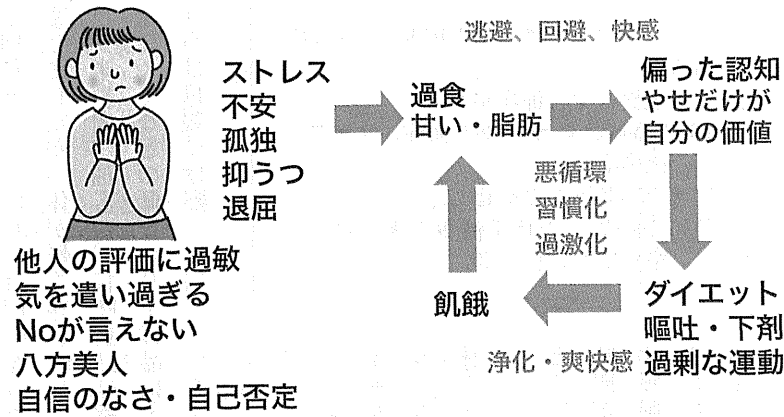 逃避、回避、快感
ストレス
不安
孤独
抑うつ
退屈
過食
甘い・脂肪
偏った認知
やせだけが
自分の価値
悪循環
習慣化
過激化
飢餓
ダイエット
嘔吐・下剤
過剰な運動
浄化・爽快感
他人の評価に過敏
気を遣い過ぎる
Noが言えない
八方美人
自信のなさ・自己否定